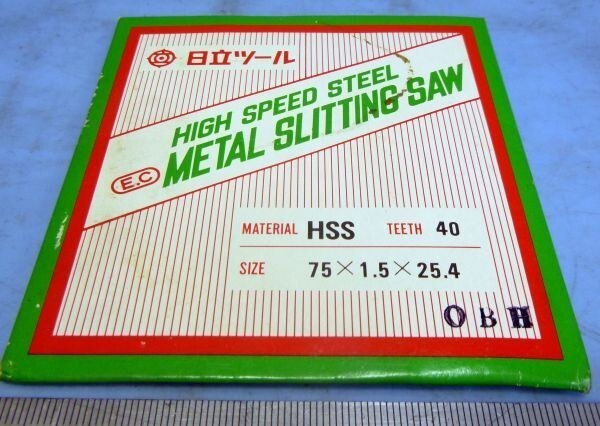 日立ツール
HIGH SPEED STEEL
E.C METAL SLITTING SAW
MATERIAL HSS TEETH 40
SIZE 75×1.5×25.4
O R H